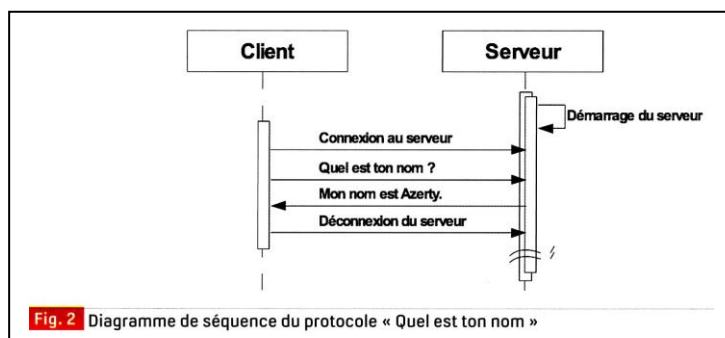 Client
Serveur
Démarrage du serveur
Connexion au serveur
Quel est ton nom ?
Mon nom est Azerty.
Déconnexion du serveur
Fig. 2 Diagramme de séquence du protocole « Quel est ton nom »